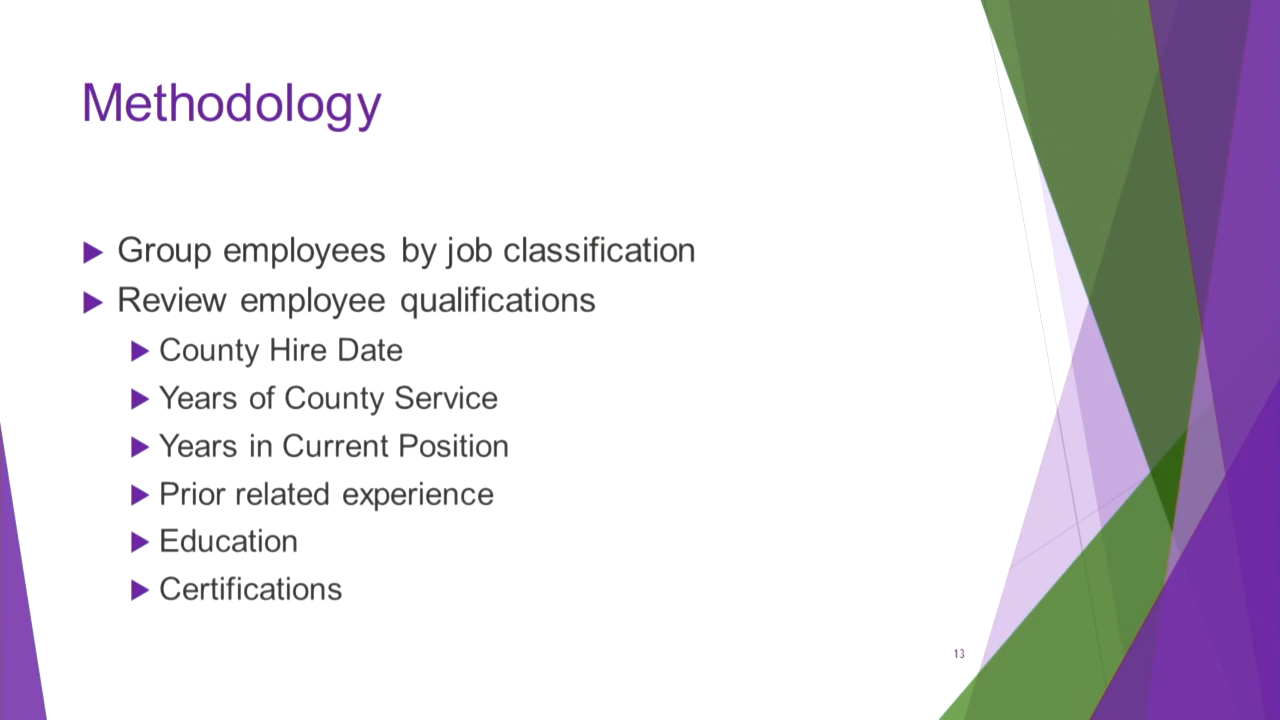 Methodology
Group employees by job classification
Review employee qualifications
County Hire Date
Years of County Service
Years in Current Position
Prior related experience
Education
Certifications
13